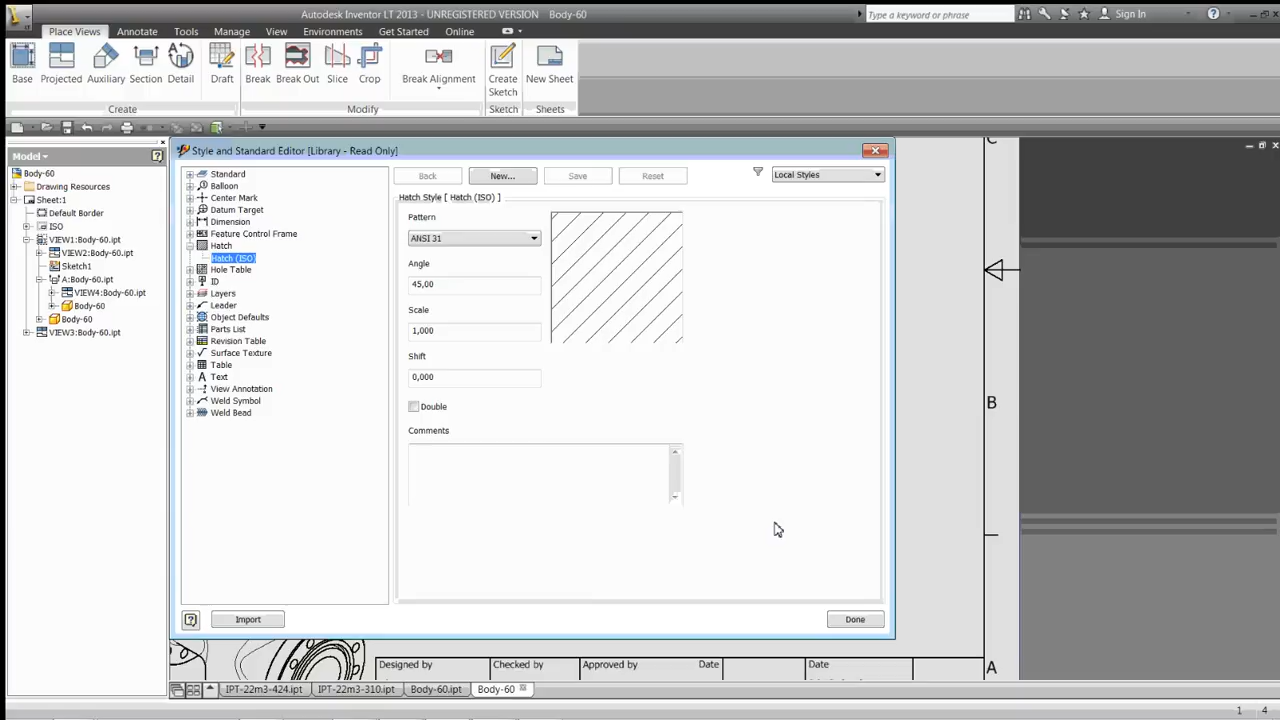 Autodesk Inventor LT 2013 - UNREGISTERED VERSION Body-60
Type a keyword or phrase
Sign In
Place Views Annotate Tools Manage View Environments Get Started Online
Base Projected Auxiliary Section Detail Draft Break Break Out Slice Crop Break Alignment Create Sketch New Sheet
Create Modify Sketch Sheets
Model
Body-60
Drawing Resources
Sheet:1
Default Border
ISO
VIEW1:Body-60.ipt
VIEW2:Body-60.ipt
Sketch1
A:Body-60.ipt
VIEW4:Body-60.ipt
Body-60
Body-60
VIEW3:Body-60.ipt
Style and Standard Editor [Library - Read Only]
Standard
Balloon
Center Mark
Datum Target
Dimension
Feature Control Frame
Hatch
Hatch (ISO)
Hole Table
ID
Layers
Leader
Object Defaults
Parts List
Revision Table
Surface Texture
Table
Text
View Annotation
Weld Symbol
Weld Bead
Back New... Save Reset
Local Styles
Hatch Style [ Hatch (ISO) ]
Pattern
ANSI 31
Angle
45,00
Scale
1,000
Shift
0,000
Double
Comments
Import
Done
C
B
A
Designed by Checked by Approved by Date Date
IPT-22m3-424.ipt IPT-22m3-310.ipt Body-60.ipt Body-60
1 4